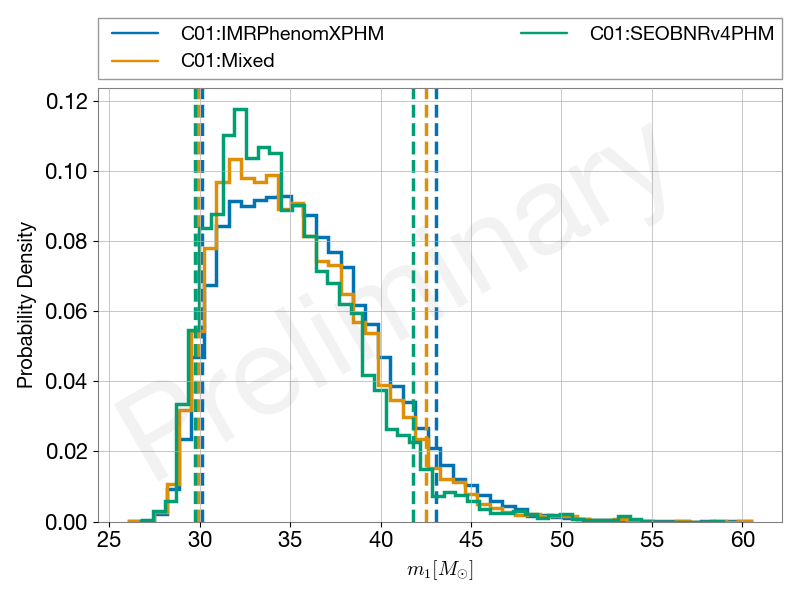 C01:IMRPhenomXPHM
C01:Mixed
C01:SEOBNRv4PHM
Preliminary
Probability Density
0.12
0.10
0.08
0.06
0.04
0.02
0.00
25 30 35 40 45 50 55 60
m₁[M☉]